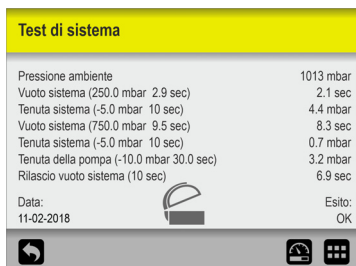 Test di sistema
Pressione ambiente 1013 mbar
Vuoto sistema (250.0 mbar 2.9 sec) 2.1 sec
Tenuta sistema (-5.0 mbar 10 sec) 4.4 mbar
Vuoto sistema (750.0 mbar 9.5 sec) 8.3 sec
Tenuta sistema (-5.0 mbar 10 sec) 0.7 mbar
Tenuta della pompa (-10.0 mbar 30.0 sec) 3.2 mbar
Rilascio vuoto sistema (10 sec) 6.9 sec
Data: Esito:
11-02-2018 OK